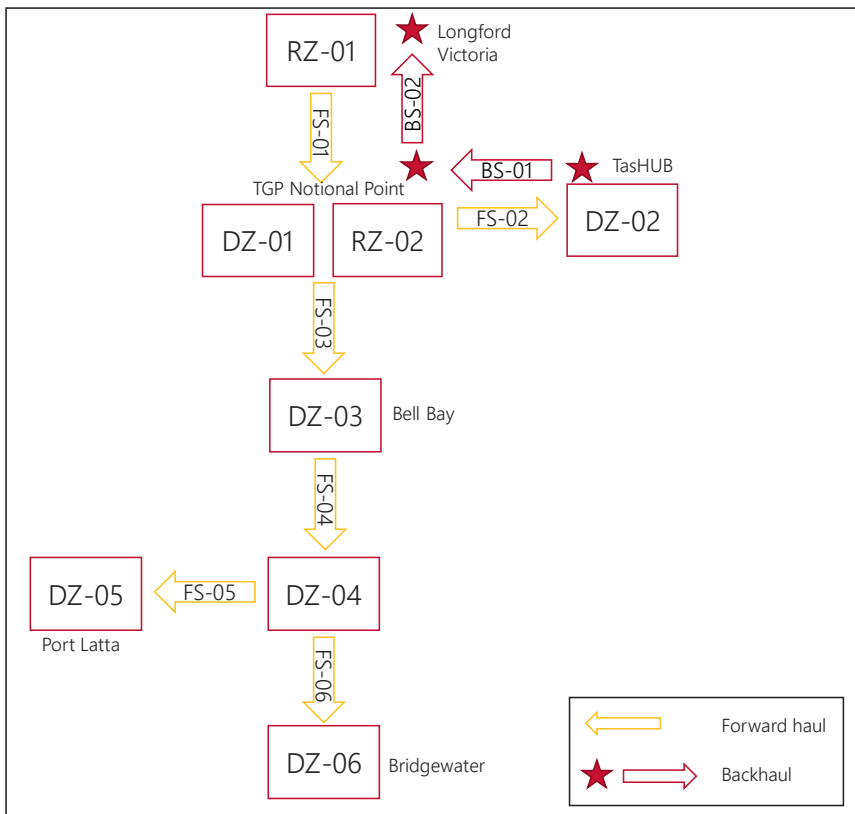 RZ-01
Longford
Victoria
BS-02
FS-01
BS-01
TasHUB
TGP Notional Point
DZ-01
RZ-02
FS-02
DZ-02
FS-03
DZ-03
Bell Bay
FS-04
DZ-05
FS-05
DZ-04
Port Latta
FS-06
DZ-06
Bridgewater
Forward haul
Backhaul